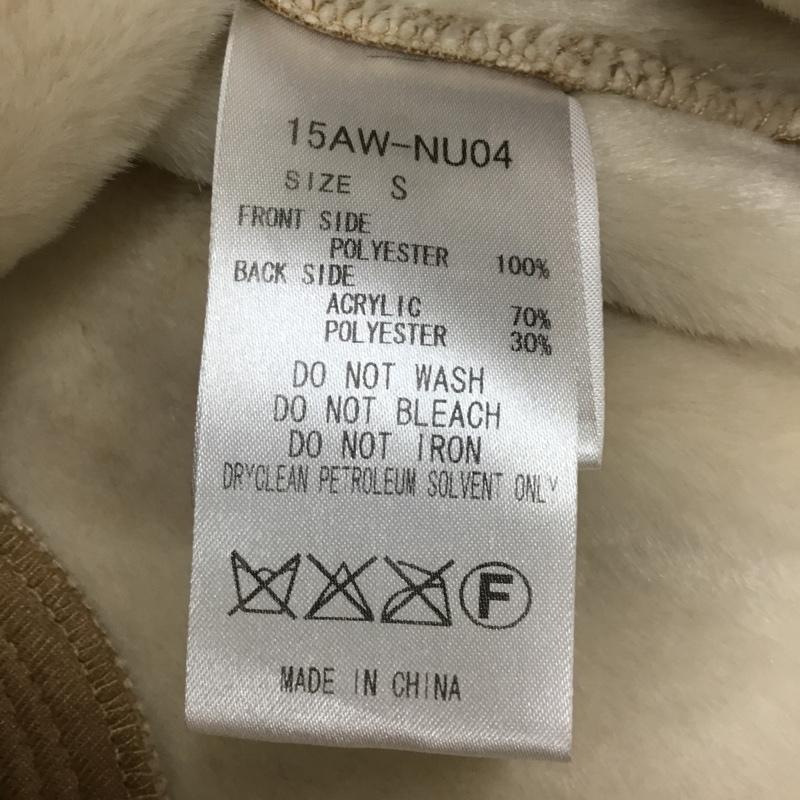 15AW-NU04
SIZE S
FRONT SIDE
POLYESTER 100%
BACK SIDE
ACRYLIC 70%
POLYESTER 30%
DO NOT WASH
DO NOT BLEACH
DO NOT IRON
DRYCLEAN PETROLEUM SOLVENT ONLY
F
MADE IN CHINA